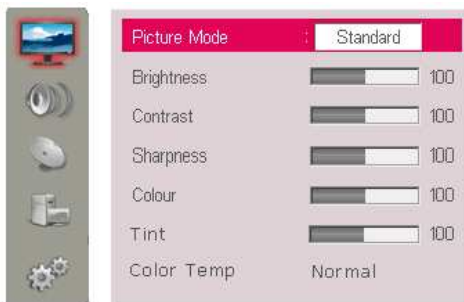 Picture Mode : Standard
Brightness 100
Contrast 100
Sharpness 100
Colour 100
Tint 100
Color Temp Normal